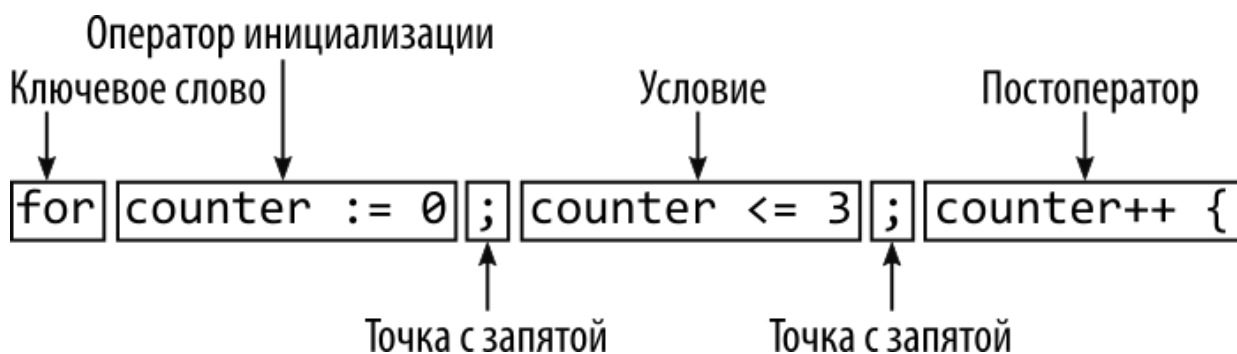 Оператор инициализации
Ключевое слово Условие Постоператор
for counter := 0 ; counter <= 3 ; counter++ {
Точка с запятой Точка с запятой